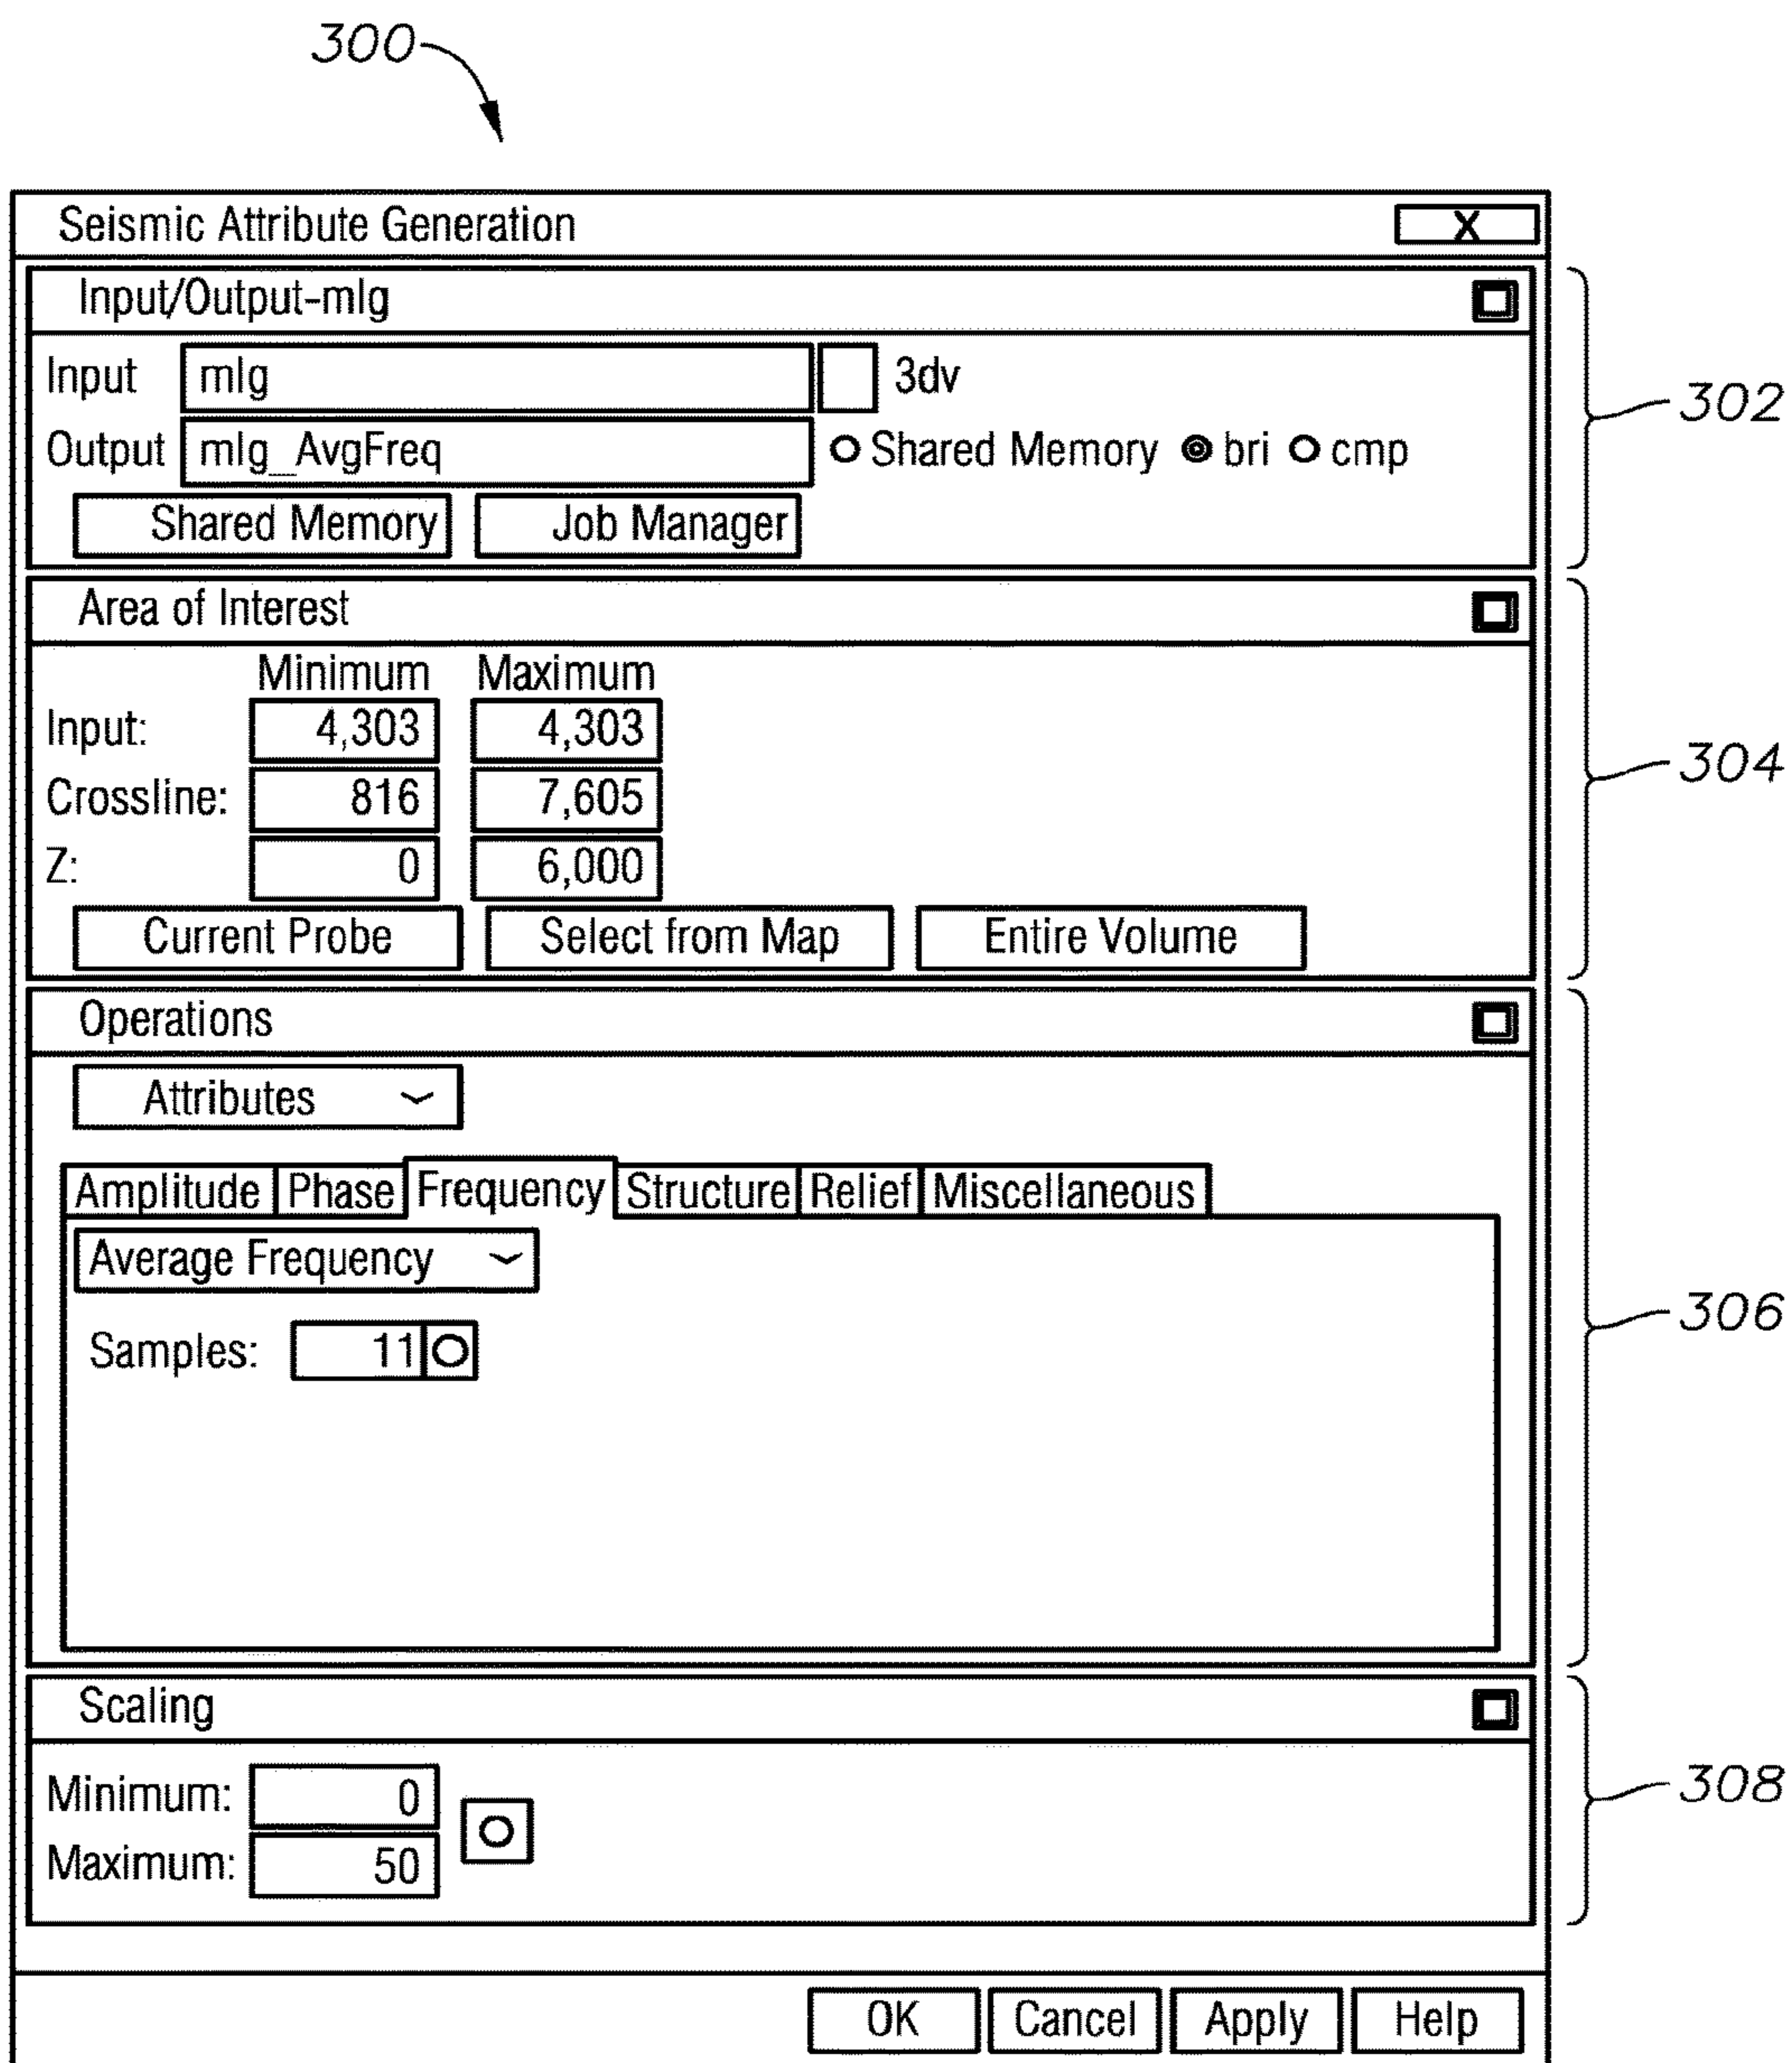 300
Seismic Attribute Generation X
Input/Output-mlg
Input mlg 3dv
302
Output mlg_AvgFreq Shared Memory bri cmp
Shared Memory Job Manager
Area of Interest
Minimum Maximum
Input: 4,303 4,303
304
Crossline: 816 7,605
Z: 0 6,000
Current Probe Select from Map Entire Volume
Operations
Attributes
Amplitude Phase Frequency Structure Relief Miscellaneous
Average Frequency
306
Samples: 11
Scaling
308
Minimum: 0
Maximum: 50
OK Cancel Apply Help